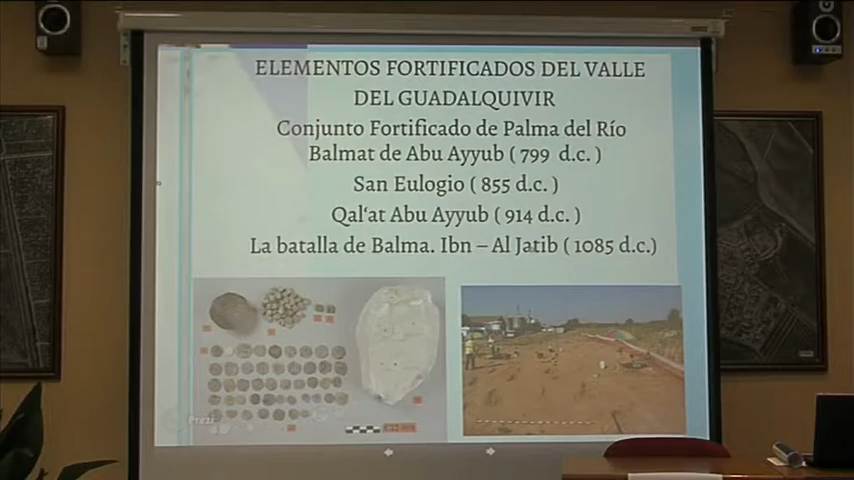 ELEMENTOS FORTIFICADOS DEL VALLE
DEL GUADALQUIVIR
Conjunto Fortificado de Palma del Río
Balmat de Abu Ayyub ( 799 d.c. )
San Eulogio ( 855 d.c. )
Qal'at Abu Ayyub ( 914 d.c. )
La batalla de Balma. Ibn – Al Jatib ( 1085 d.c. )
Prezi